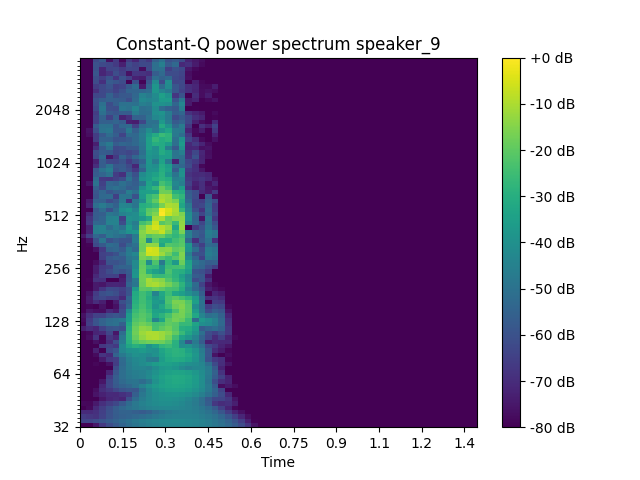 Constant-Q power spectrum speaker_9
Hz
2048
1024
512
256
128
64
32
0 0.15 0.3 0.45 0.6 0.75 0.9 1.1 1.2 1.4
Time
+0 dB
-10 dB
-20 dB
-30 dB
-40 dB
-50 dB
-60 dB
-70 dB
-80 dB